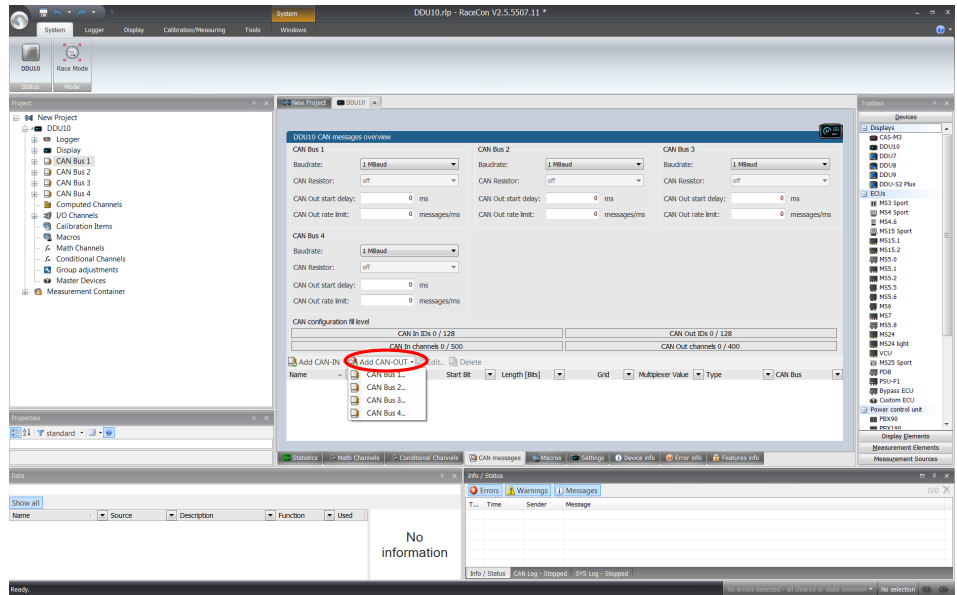 System
DDU10.rlp - RaceCon V2.5.5507.11 *
System Logger Display Calibration/Measuring Tools Windows
DDU10
Race Mode
Status Mode
Project
New Project
DDU10
Logger
Display
CAN Bus 1
CAN Bus 2
CAN Bus 3
CAN Bus 4
Computed Channels
I/O Channels
Calibration Items
Macros
Math Channels
Conditional Channels
Group adjustments
Master Devices
Measurement Container
Properties
standard
New Project DDU10
DDU10 CAN messages overview
CAN Bus 1 CAN Bus 2 CAN Bus 3
Baudrate: 1 MBaud Baudrate: 1 MBaud Baudrate: 1 MBaud
CAN Resistor: off CAN Resistor: off CAN Resistor: off
CAN Out start delay: 0 ms CAN Out start delay: 0 ms CAN Out start delay: 0 ms
CAN Out rate limit: 0 messages/ms CAN Out rate limit: 0 messages/ms CAN Out rate limit: 0 messages/ms
CAN Bus 4
Baudrate: 1 MBaud
CAN Resistor: off
CAN Out start delay: 0 ms
CAN Out rate limit: 0 messages/ms
CAN configuration fill level
CAN In IDs 0 / 128 CAN Out IDs 0 / 128
CAN In channels 0 / 500 CAN Out channels 0 / 400
Add CAN-IN Add CAN-OUT Edit... Delete
Name Start Bit Length [Bits] Grid Multiplexer Value Type CAN Bus
CAN Bus 1...
CAN Bus 2...
CAN Bus 3...
CAN Bus 4...
Statistics Math Channels Conditional Channels CAN messages Macros Settings Device info Error info Features info
Toolbox
Devices
Displays
CAS-M3
DDU10
DDU7
DDU8
DDU9
DDU-S2 Plus
ECUs
MS3 Sport
MS4 Sport
MS4.6
MS15 Sport
MS15.1
MS15.2
MS5.0
MS5.1
MS5.2
MS5.5
MS5.6
MS6
MS7
MS5.8
MS24
MS24 light
VCU
MS25 Sport
PDB
PSU-F1
Bypass ECU
Custom ECU
Power control unit
PBX90
PBX190
Display Elements
Measurement Elements
Measurement Sources
Data
Show all
Name Source Description Function Used
No
information
Info / Status
Errors Warnings Messages 0/0
T... Time Sender Message
Info / Status CAN Log - Stopped SYS Log - Stopped
Ready.
No errors detected - all cleared or state unknown No selection